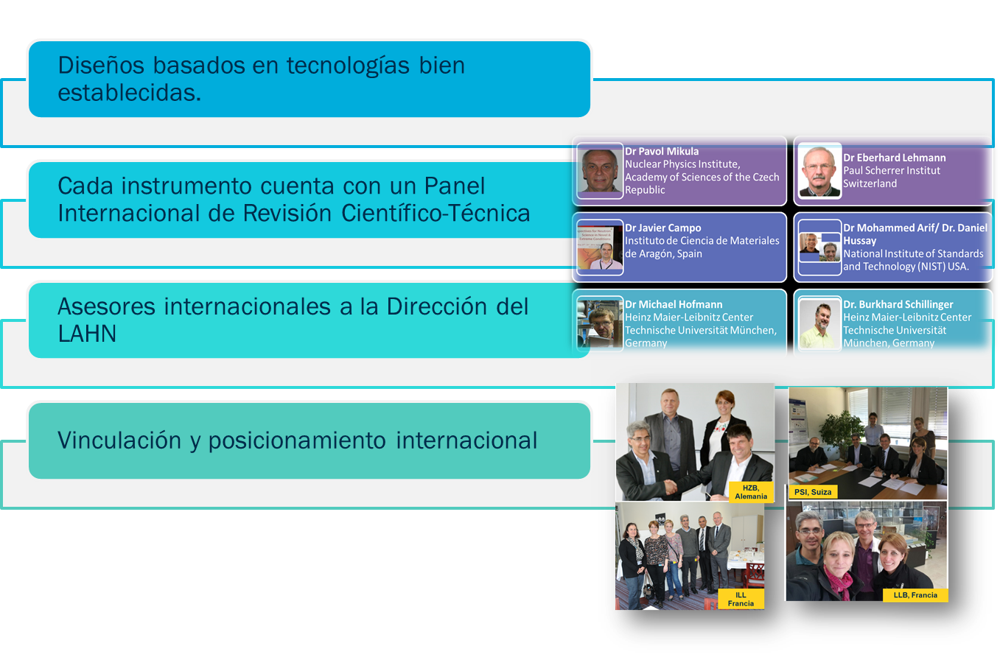 Diseños basados en tecnologías bien
establecidas.
Cada instrumento cuenta con un Panel
Internacional de Revisión Científico-Técnica
Asesores internacionales a la Dirección del
LAHN
Vinculación y posicionamiento internacional
Dr Pavol Mikula
Nuclear Physics Institute,
Academy of Sciences of the Czech
Republic
Dr Eberhard Lehmann
Paul Scherrer Institut
Switzerland
Dr Javier Campo
Instituto de Ciencia de Materiales
de Aragón, Spain
Dr Mohammed Arif/ Dr. Daniel
Hussay
National Institute of Standards
and Technology (NIST) USA.
Dr Michael Hofmann
Heinz Maier-Leibnitz Center
Technische Universität München,
Germany
Dr. Burkhard Schillinger
Heinz Maier-Leibnitz Center
Technische Universität
München, Germany
HZB,
Alemania
PSI, Suiza
ILL
Francia
LLB, Francia